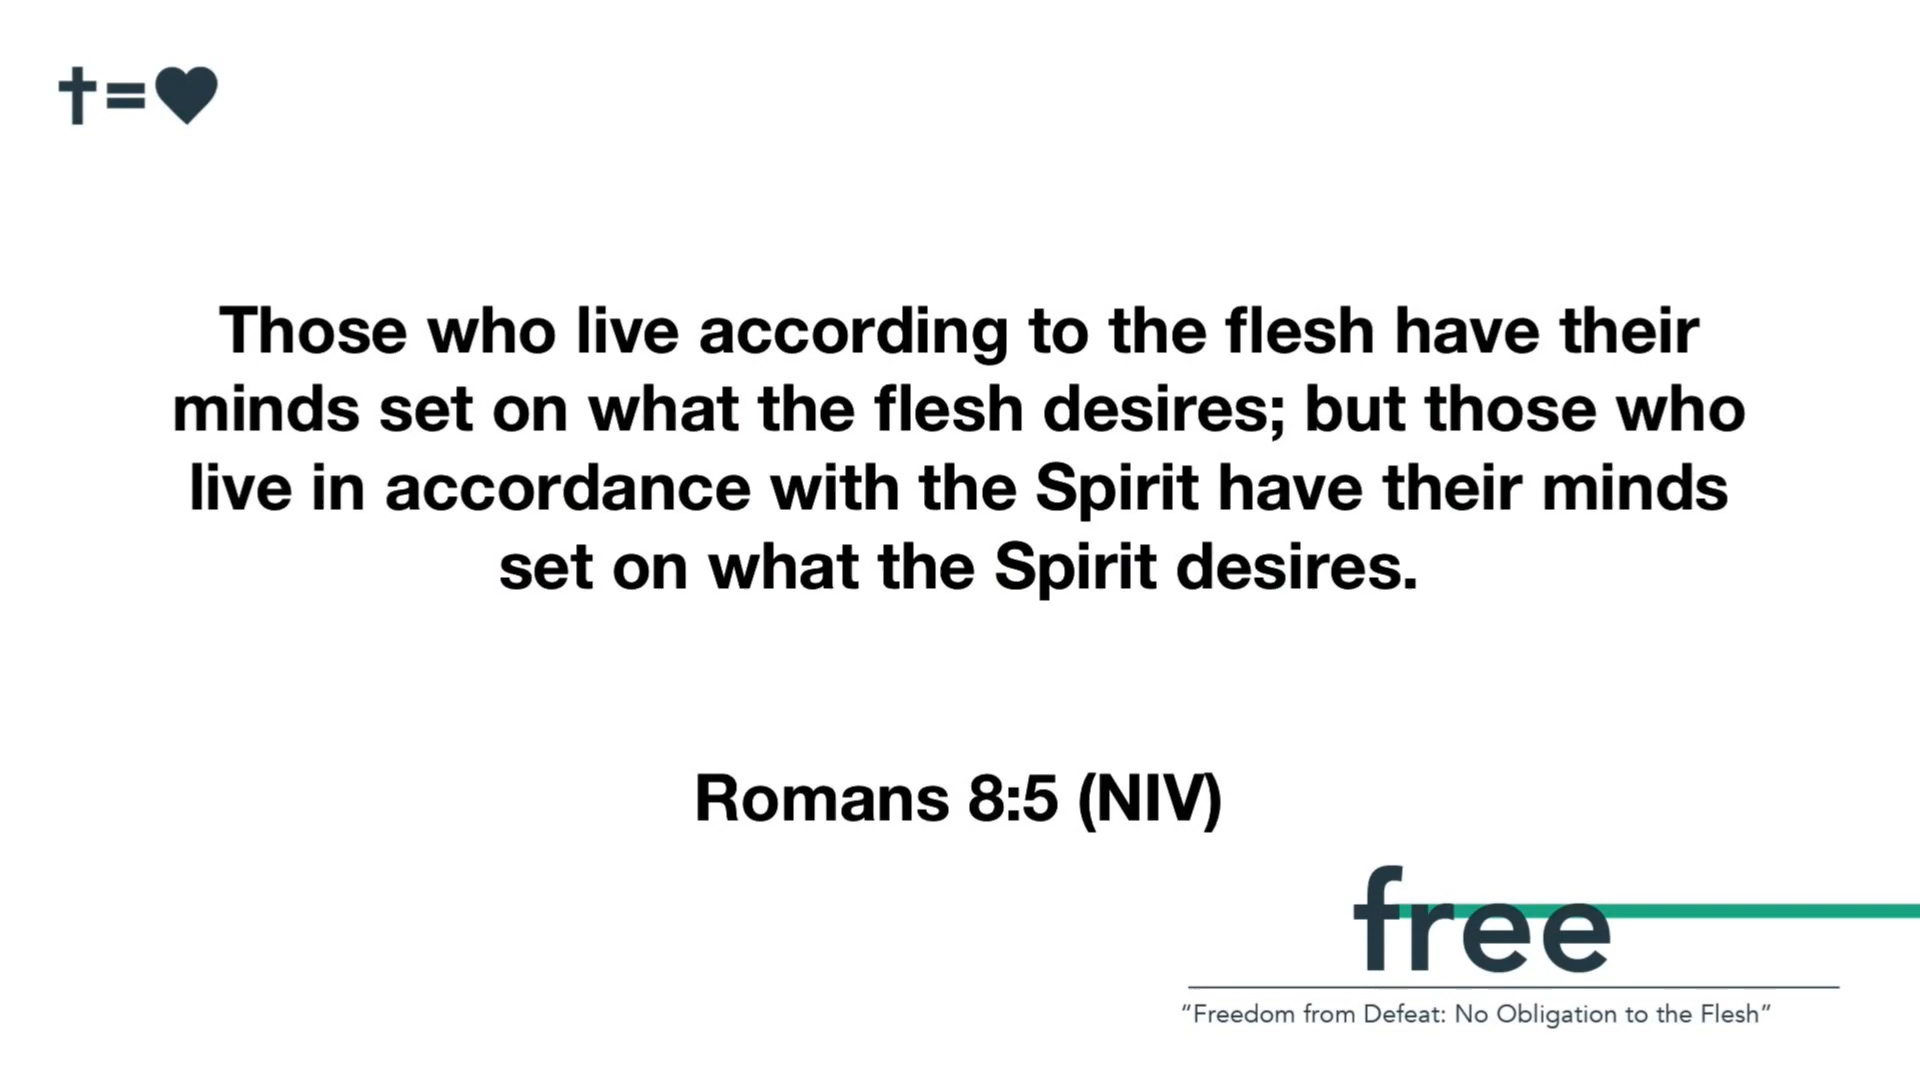 Those who live according to the flesh have their
minds set on what the flesh desires; but those who
live in accordance with the Spirit have their minds
set on what the Spirit desires.
Romans 8:5 (NIV)
free
“Freedom from Defeat: No Obligation to the Flesh”